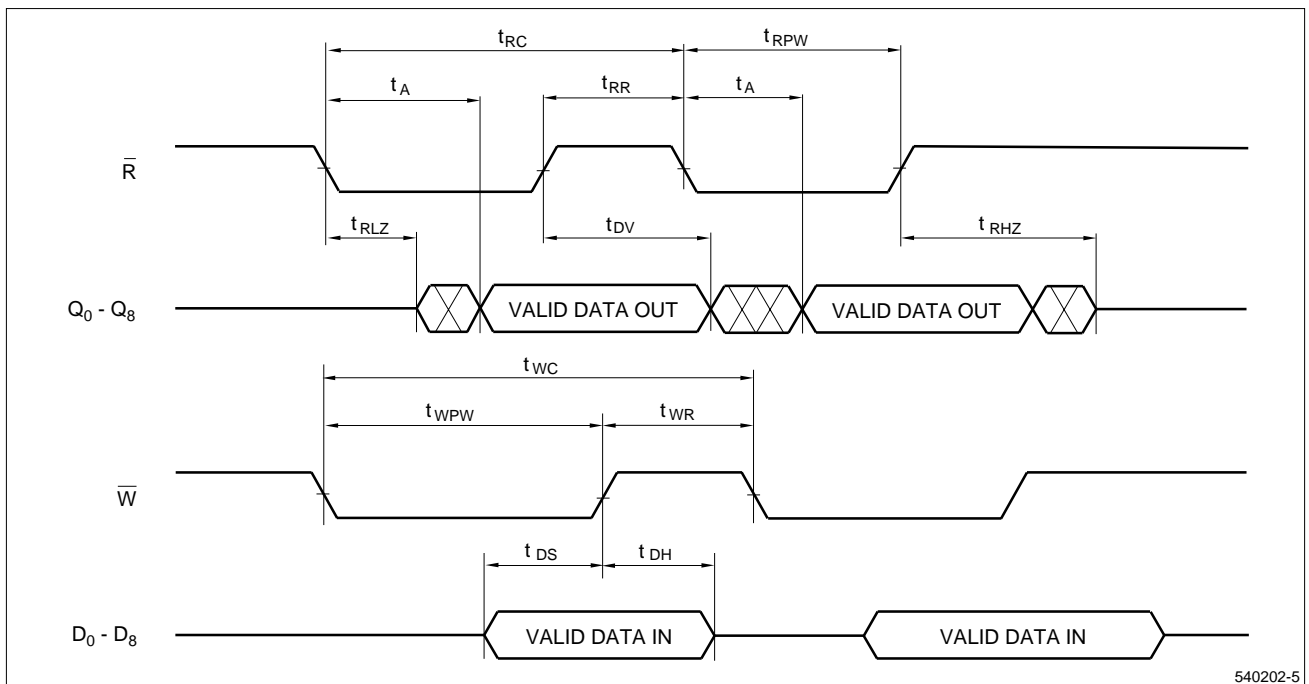 tRC tRPW
tA tRR tA
R̅
tRLZ tDV tRHZ
Q0 - Q8 VALID DATA OUT VALID DATA OUT
tWC
tWPW tWR
W̅
tDS tDH
D0 - D8 VALID DATA IN VALID DATA IN
540202-5